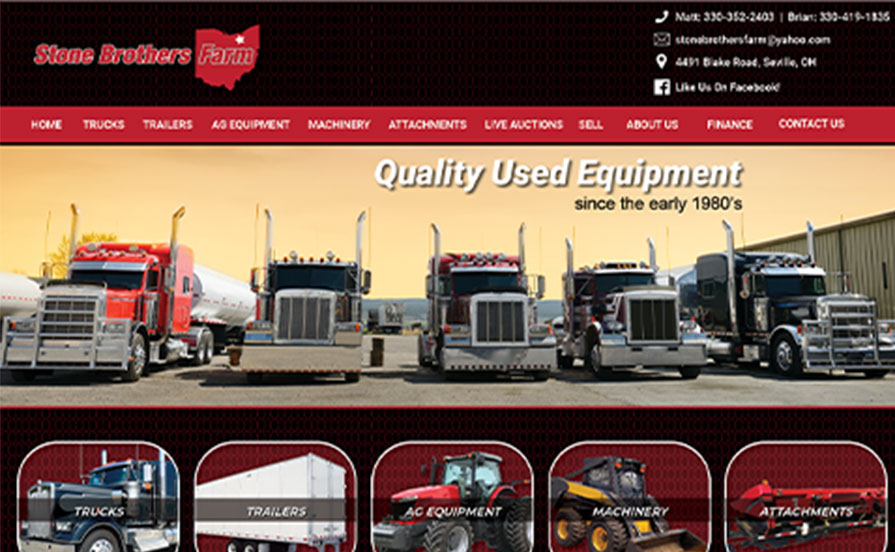 Stone Brothers Farm
Matt: 330-352-2403 | Brian: 330-419-1835
stonebrothersfarm@yahoo.com
4491 Blake Road, Seville, OH
Like Us On Facebook!
HOME TRUCKS TRAILERS AG EQUIPMENT MACHINERY ATTACHMENTS LIVE AUCTIONS SELL ABOUT US FINANCE CONTACT US
Quality Used Equipment
since the early 1980's
TRUCKS TRAILERS AG EQUIPMENT MACHINERY ATTACHMENTS